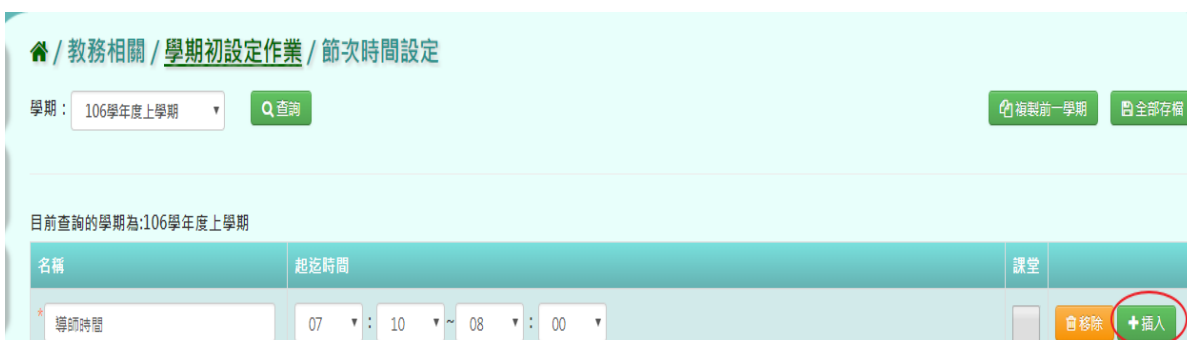 / 教務相關 / 學期初設定作業 / 節次時間設定
學期： 106學年度上學期 查詢 複製前一學期 全部存檔
目前查詢的學期為:106學年度上學期
名稱 起迄時間 課堂
* 導師時間 07 : 10 ~ 08 : 00 移除 +插入